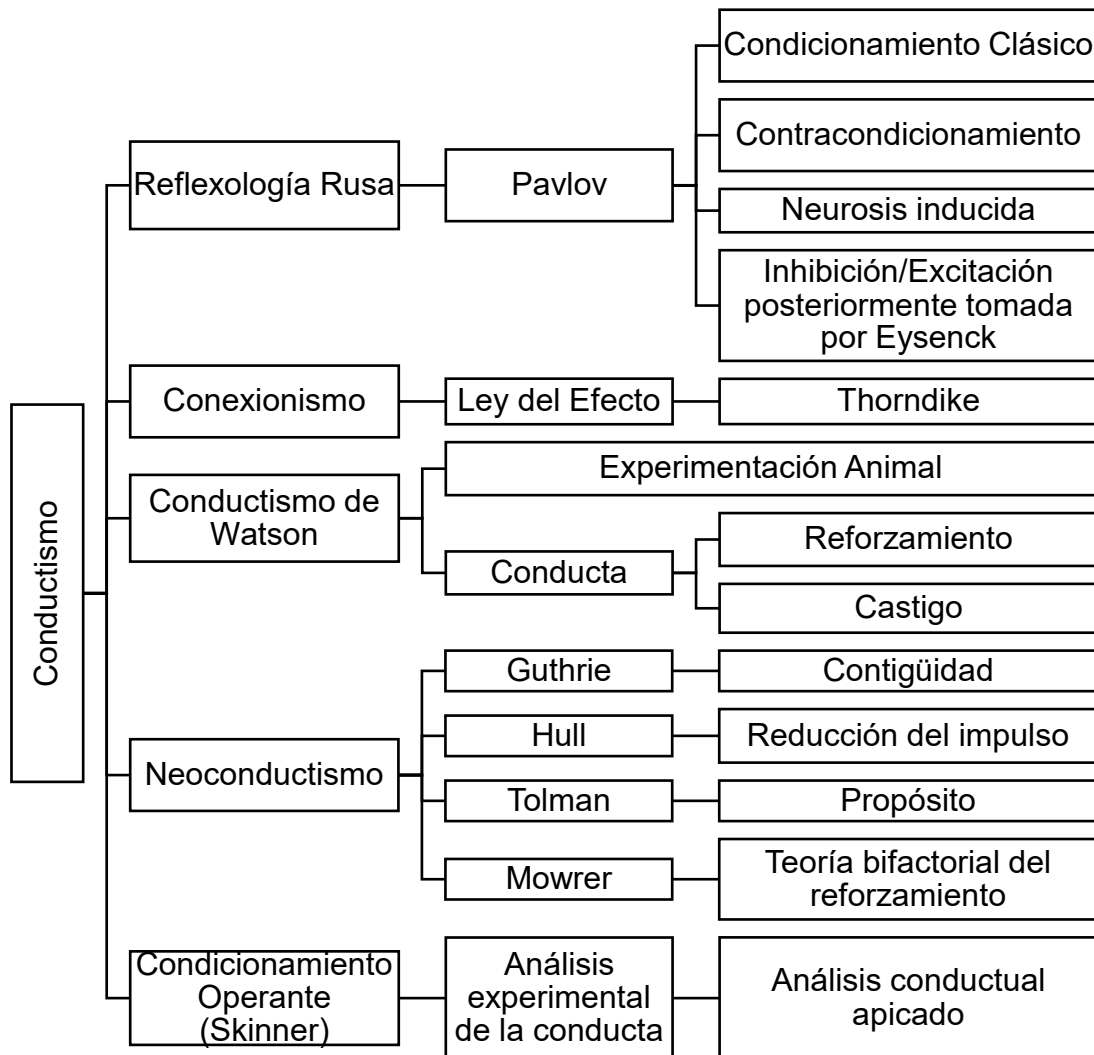 Conductismo
Reflexología Rusa
Pavlov
Condicionamiento Clásico
Contracondicionamiento
Neurosis inducida
Inhibición/Excitación
posteriormente tomada
por Eysenck
Conexionismo
Ley del Efecto
Thorndike
Conductismo de
Watson
Experimentación Animal
Conducta
Reforzamiento
Castigo
Neoconductismo
Guthrie
Contigüidad
Hull
Reducción del impulso
Tolman
Propósito
Mowrer
Teoría bifactorial del
reforzamiento
Condicionamiento
Operante
(Skinner)
Análisis
experimental
de la conducta
Análisis conductual
apicado